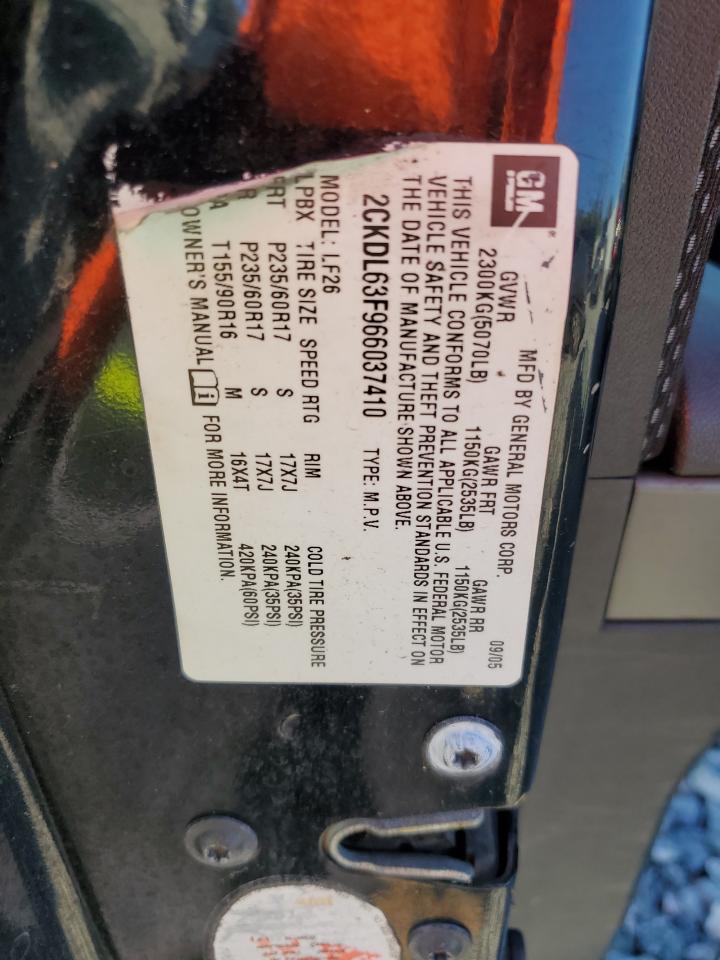 GM
MFD BY GENERAL MOTORS CORP. 09/05
GVWR GAWR FRT GAWR RR
2300KG(5070LB) 1150KG(2535LB) 1150KG(2535LB)
THIS VEHICLE CONFORMS TO ALL APPLICABLE U.S. FEDERAL MOTOR
VEHICLE SAFETY AND THEFT PREVENTION STANDARDS IN EFFECT ON
THE DATE OF MANUFACTURE SHOWN ABOVE.
2CKDL63F966037410 TYPE: M.P.V.
MODEL: LF26
LPBX TIRE SIZE SPEED RTG RIM COLD TIRE PRESSURE
FRT P235/60R17 S 17X7J 240KPA(35PSI)
R P235/60R17 S 17X7J 240KPA(35PSI)
A T155/90R16 M 16X4T 420KPA(60PSI)
OWNER'S MANUAL FOR MORE INFORMATION.